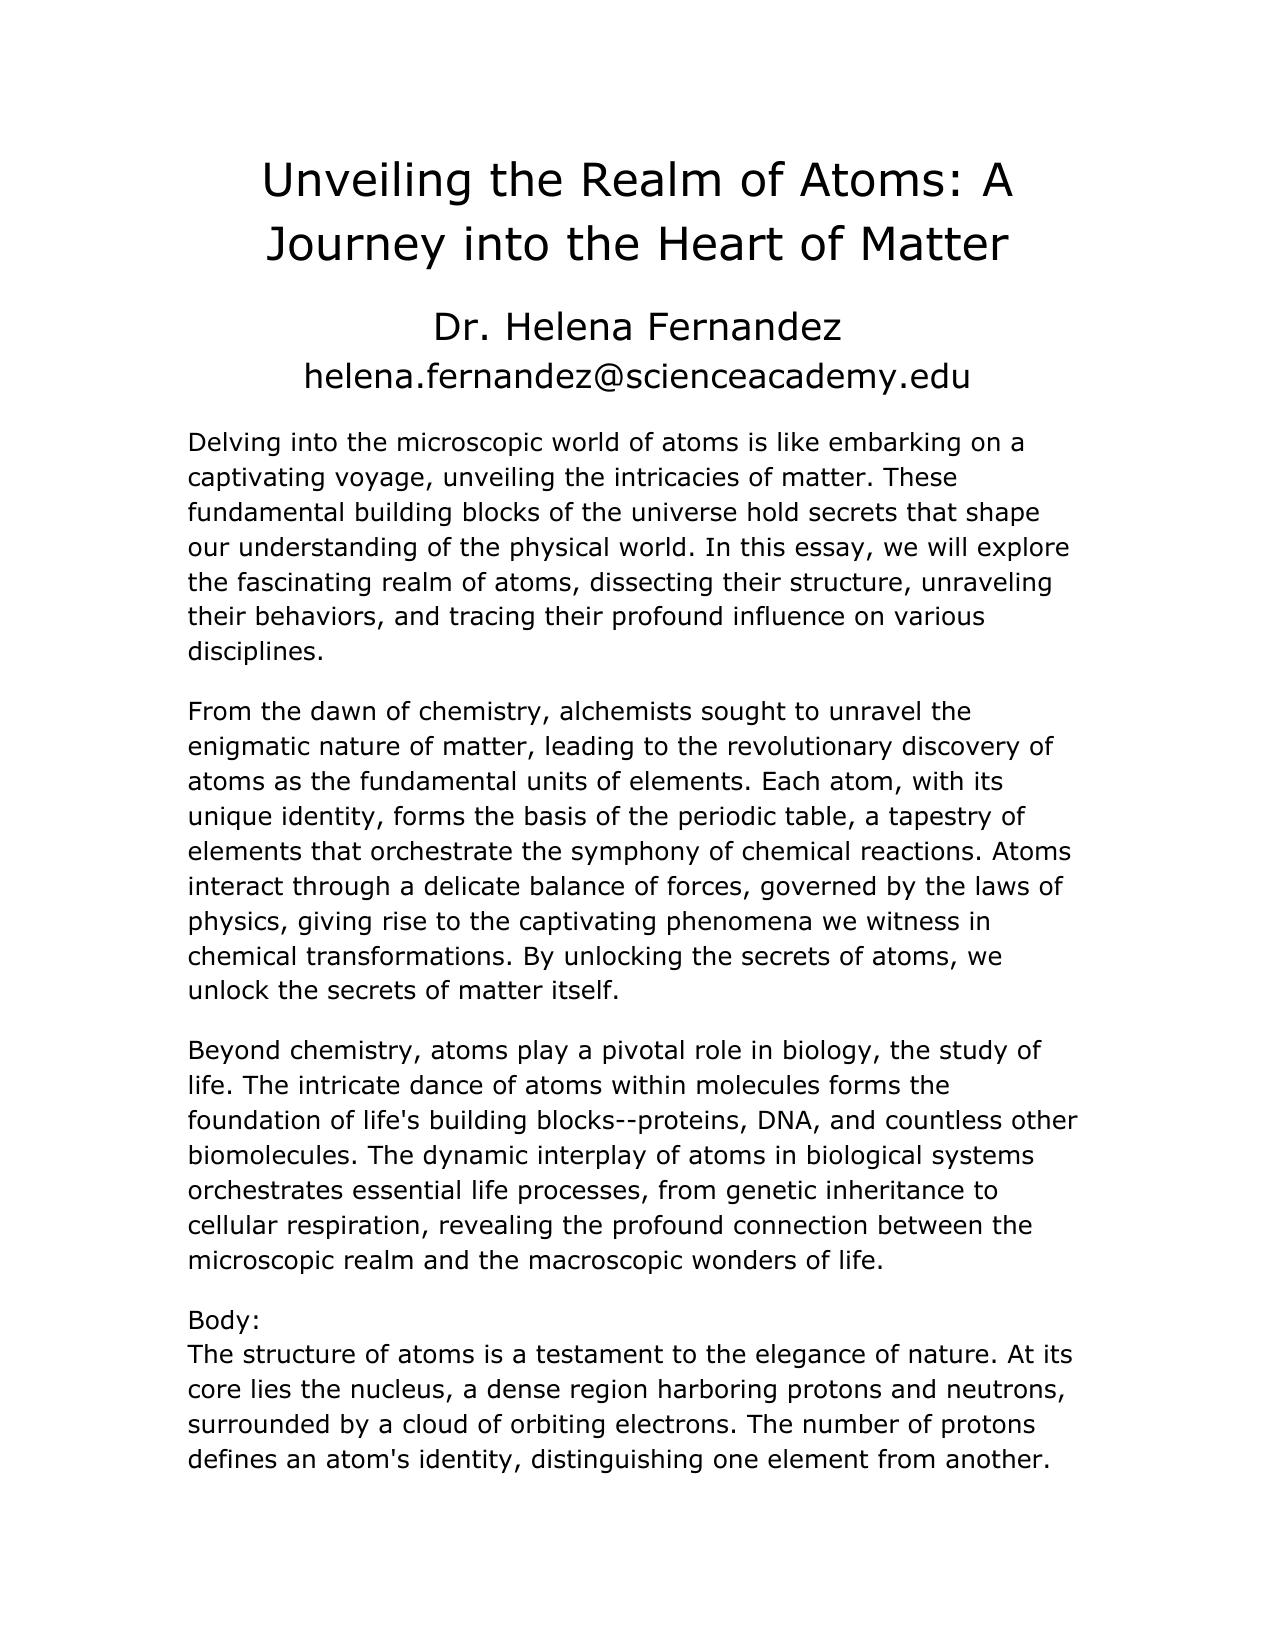 Unveiling the Realm of Atoms: A
Journey into the Heart of Matter
Dr. Helena Fernandez
helena.fernandez@scienceacademy.edu
Delving into the microscopic world of atoms is like embarking on a
captivating voyage, unveiling the intricacies of matter. These
fundamental building blocks of the universe hold secrets that shape
our understanding of the physical world. In this essay, we will explore
the fascinating realm of atoms, dissecting their structure, unraveling
their behaviors, and tracing their profound influence on various
disciplines.
From the dawn of chemistry, alchemists sought to unravel the
enigmatic nature of matter, leading to the revolutionary discovery of
atoms as the fundamental units of elements. Each atom, with its
unique identity, forms the basis of the periodic table, a tapestry of
elements that orchestrate the symphony of chemical reactions. Atoms
interact through a delicate balance of forces, governed by the laws of
physics, giving rise to the captivating phenomena we witness in
chemical transformations. By unlocking the secrets of atoms, we
unlock the secrets of matter itself.
Beyond chemistry, atoms play a pivotal role in biology, the study of
life. The intricate dance of atoms within molecules forms the
foundation of life's building blocks--proteins, DNA, and countless other
biomolecules. The dynamic interplay of atoms in biological systems
orchestrates essential life processes, from genetic inheritance to
cellular respiration, revealing the profound connection between the
microscopic realm and the macroscopic wonders of life.
Body:
The structure of atoms is a testament to the elegance of nature. At its
core lies the nucleus, a dense region harboring protons and neutrons,
surrounded by a cloud of orbiting electrons. The number of protons
defines an atom's identity, distinguishing one element from another.